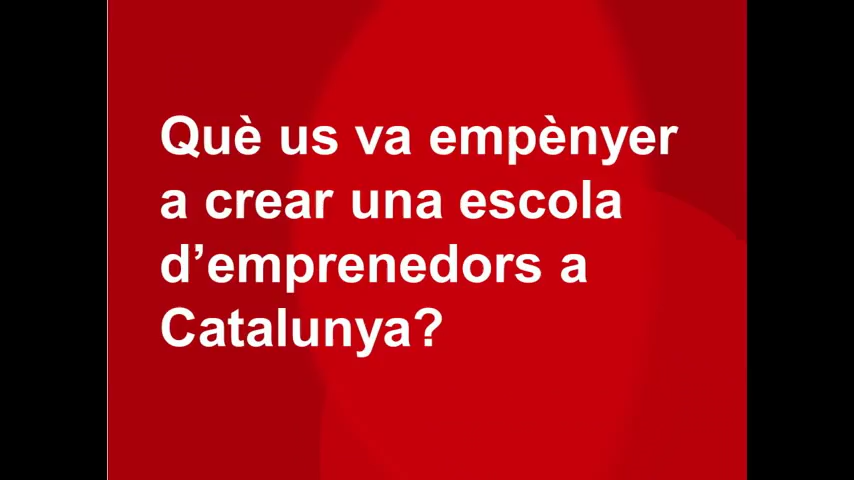 Què us va empènyer
a crear una escola
d’emprenedors a
Catalunya?